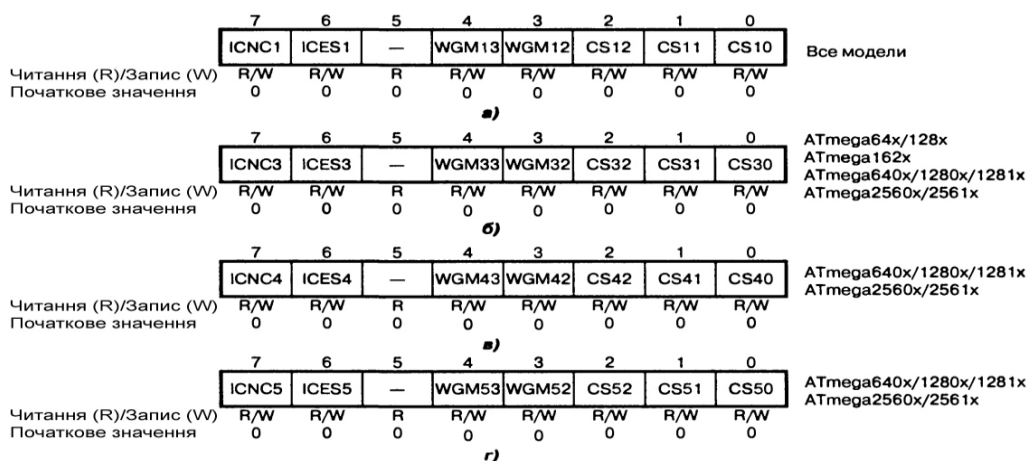 7 6 5 4 3 2 1 0
ICNC1 ICES1 — WGM13 WGM12 CS12 CS11 CS10 Все модели
Читання (R)/Запис (W) R/W R/W R R/W R/W R/W R/W R/W
Початкове значення 0 0 0 0 0 0 0 0
а)
7 6 5 4 3 2 1 0
ATmega64x/128x
ATmega162x
ICNC3 ICES3 — WGM33 WGM32 CS32 CS31 CS30 ATmega640x/1280x/1281x
Читання (R)/Запис (W) R/W R/W R R/W R/W R/W R/W R/W ATmega2560x/2561x
Початкове значення 0 0 0 0 0 0 0 0
б)
7 6 5 4 3 2 1 0
ICNC4 ICES4 — WGM43 WGM42 CS42 CS41 CS40 ATmega640x/1280x/1281x
ATmega2560x/2561x
Читання (R)/Запис (W) R/W R/W R R/W R/W R/W R/W R/W
Початкове значення 0 0 0 0 0 0 0 0
в)
7 6 5 4 3 2 1 0
ICNC5 ICES5 — WGM53 WGM52 CS52 CS51 CS50 ATmega640x/1280x/1281x
ATmega2560x/2561x
Читання (R)/Запис (W) R/W R/W R R/W R/W R/W R/W R/W
Початкове значення 0 0 0 0 0 0 0 0
г)